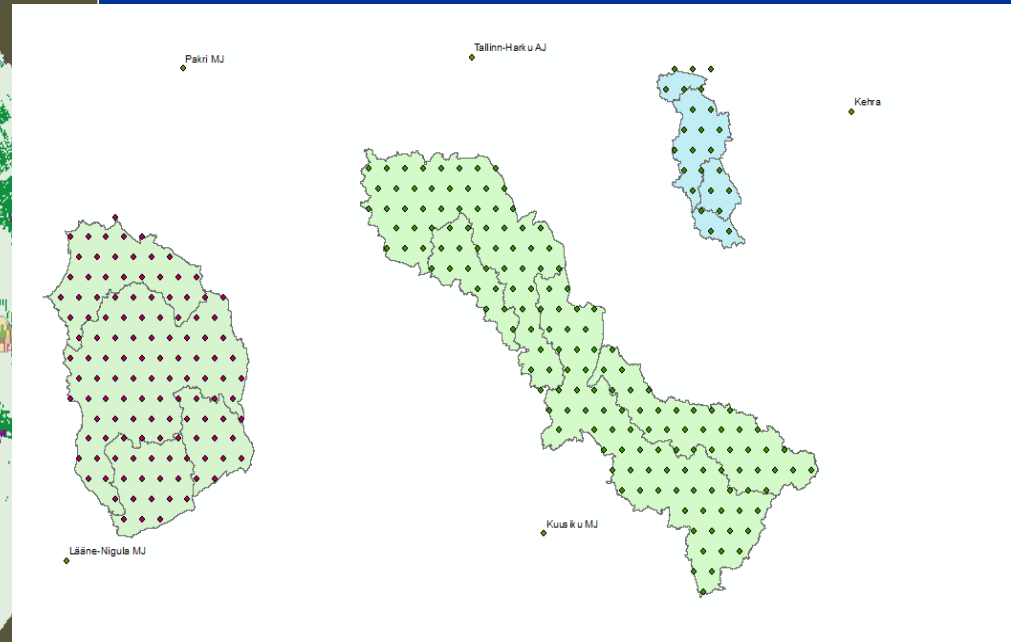 Tallinn-Harku AJ
Pakri MJ
Kehra
Kuusiku MJ
Lääne-Nigula MJ